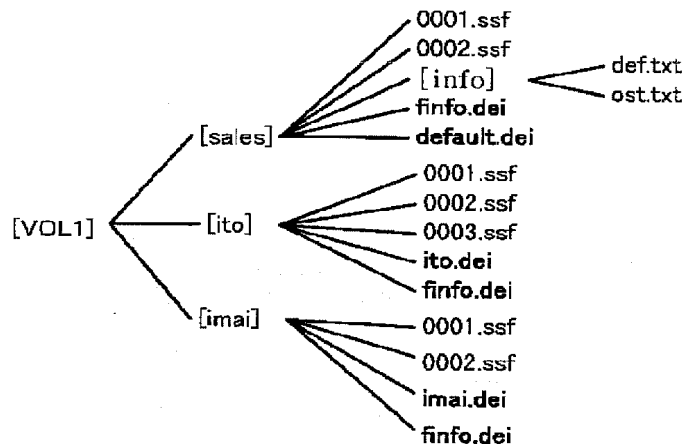 0001.ssf
0002.ssf
[info]
def.txt
ost.txt
finfo.dei
default.dei
[sales]
0001.ssf
0002.ssf
0003.ssf
ito.dei
finfo.dei
[ito]
[VOL1]
[imai]
0001.ssf
0002.ssf
imai.dei
finfo.dei